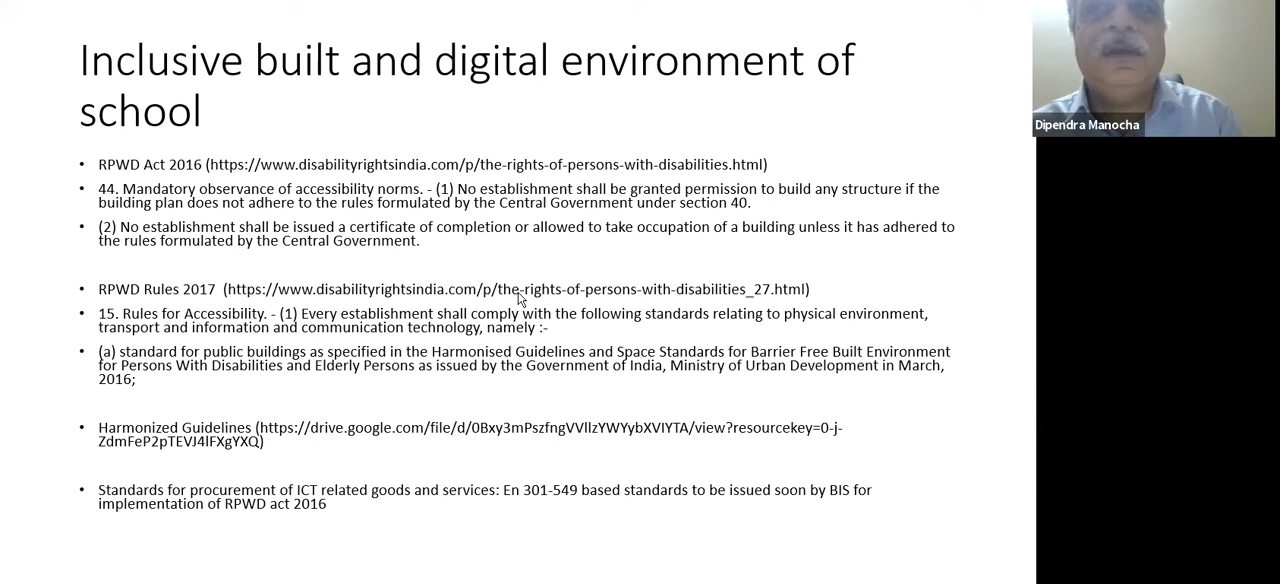 Inclusive built and digital environment of
school
• RPWD Act 2016 (https://www.disabilityrightsindia.com/p/the-rights-of-persons-with-disabilities.html)
• 44. Mandatory observance of accessibility norms. - (1) No establishment shall be granted permission to build any structure if the
building plan does not adhere to the rules formulated by the Central Government under section 40.
• (2) No establishment shall be issued a certificate of completion or allowed to take occupation of a building unless it has adhered to
the rules formulated by the Central Government.
• RPWD Rules 2017 (https://www.disabilityrightsindia.com/p/the-rights-of-persons-with-disabilities_27.html)
• 15. Rules for Accessibility. - (1) Every establishment shall comply with the following standards relating to physical environment,
transport and information and communication technology, namely :-
• (a) standard for public buildings as specified in the Harmonised Guidelines and Space Standards for Barrier Free Built Environment
for Persons With Disabilities and Elderly Persons as issued by the Government of India, Ministry of Urban Development in March,
2016;
• Harmonized Guidelines (https://drive.google.com/file/d/0Bxy3mPszfngVVllzYWYybXVIYTA/view?resourcekey=0-j-
ZdmFeP2pTEVJ4lFXgYXQ)
• Standards for procurement of ICT related goods and services: En 301-549 based standards to be issued soon by BIS for
implementation of RPWD act 2016
Dipendra Manocha